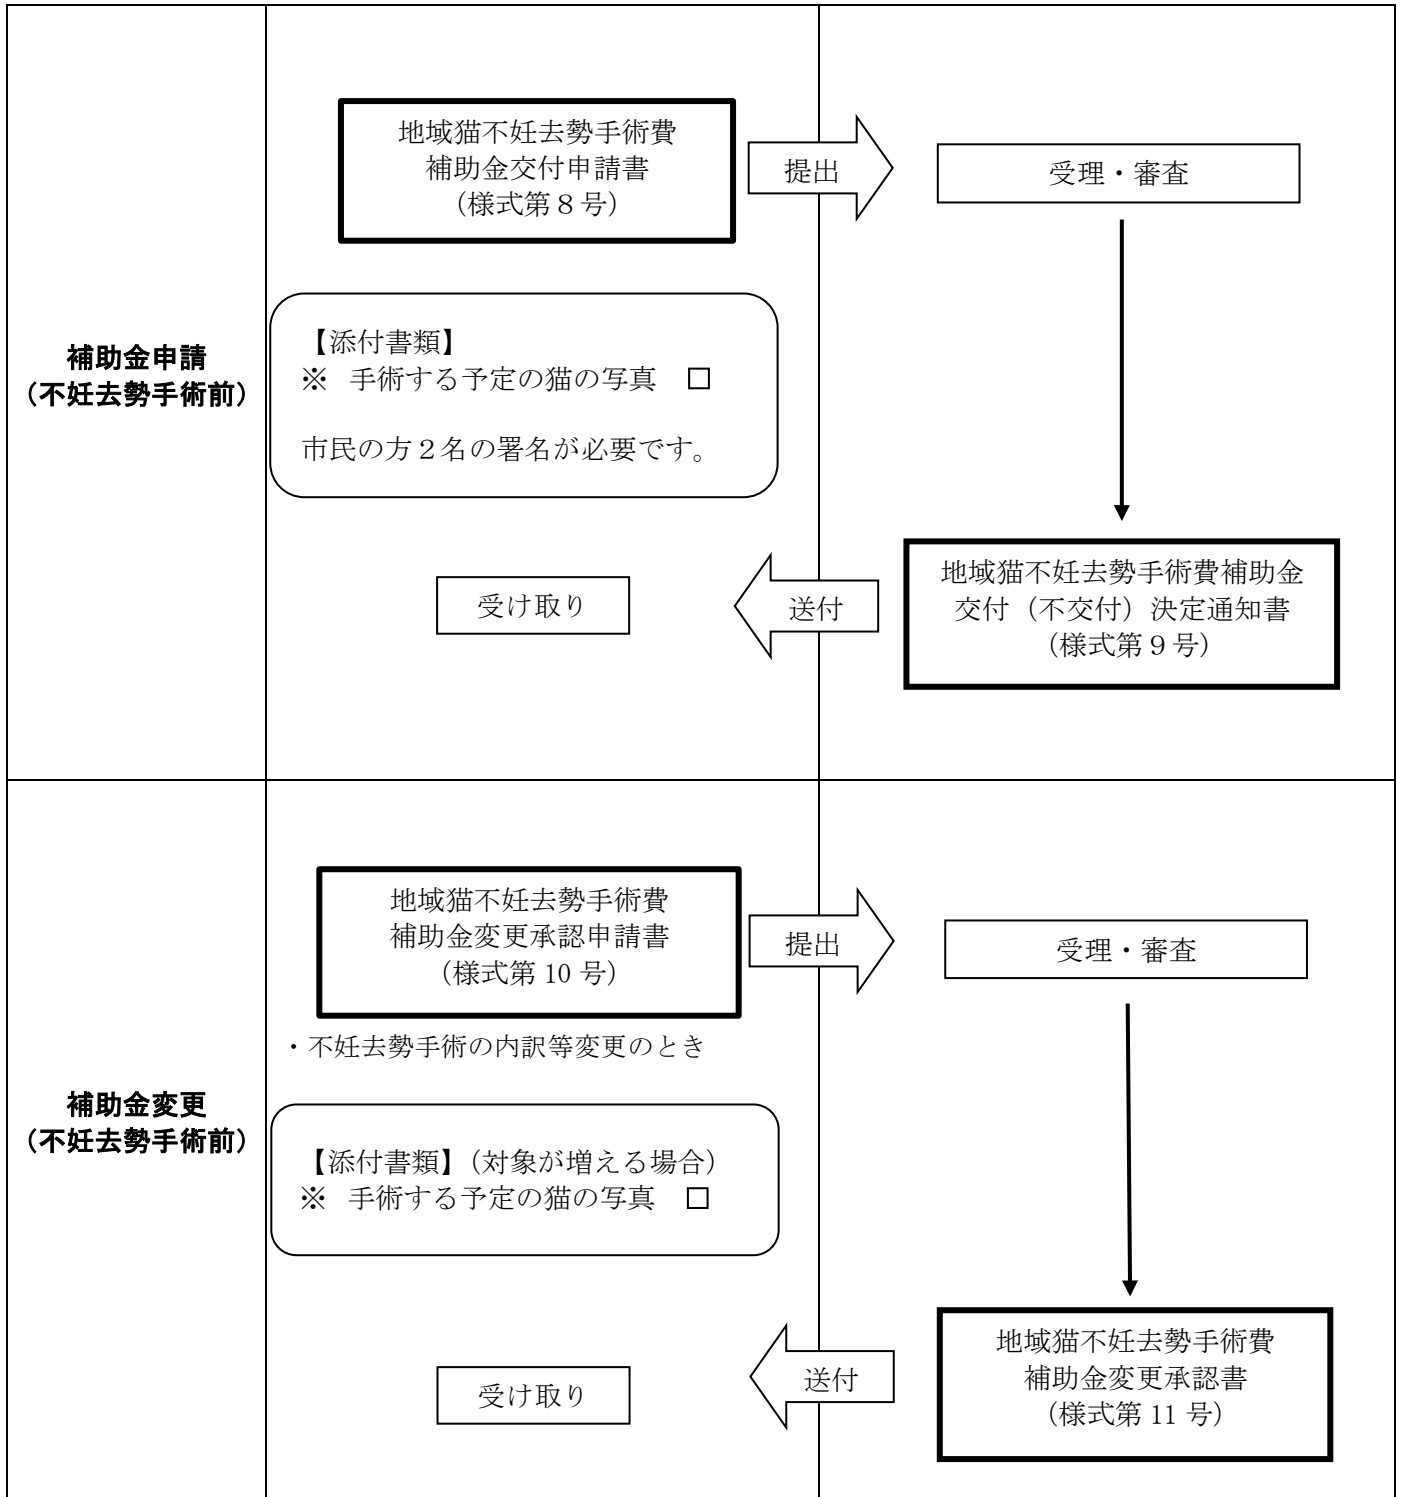 補助金申請
（不妊去勢手術前）
地域猫不妊去勢手術費
補助金交付申請書
（様式第８号）
提出
受理・審査
【添付書類】
※ 手術する予定の猫の写真 □
市民の方２名の署名が必要です。
地域猫不妊去勢手術費補助金
交付（不交付）決定通知書
（様式第９号）
送付
受け取り
補助金変更
（不妊去勢手術前）
地域猫不妊去勢手術費
補助金変更承認申請書
（様式第 10 号）
提出
受理・審査
・不妊去勢手術の内訳等変更のとき
【添付書類】（対象が増える場合）
※ 手術する予定の猫の写真 □
地域猫不妊去勢手術費
補助金変更承認書
（様式第 11 号）
送付
受け取り